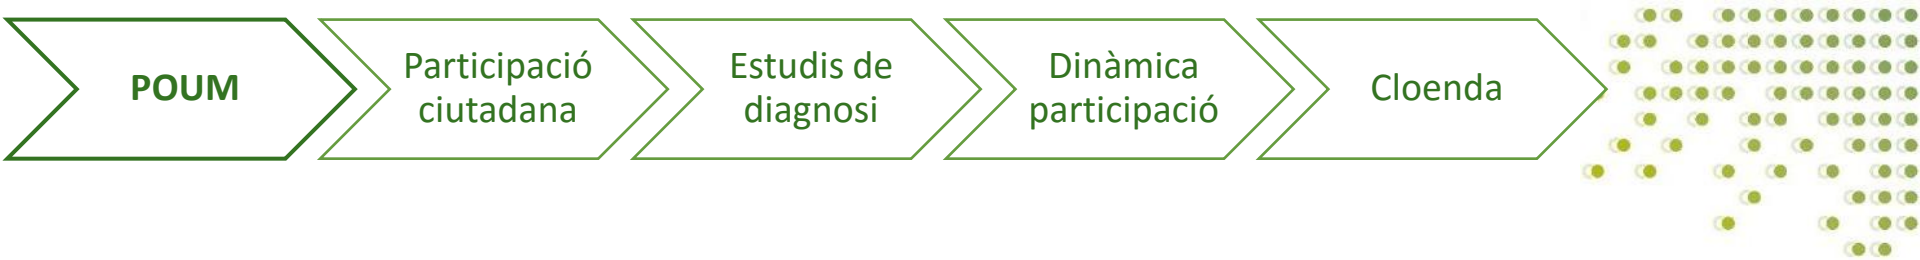 POUM
Participació
ciutadana
Estudis de
diagnosi
Dinàmica
participació
Cloenda